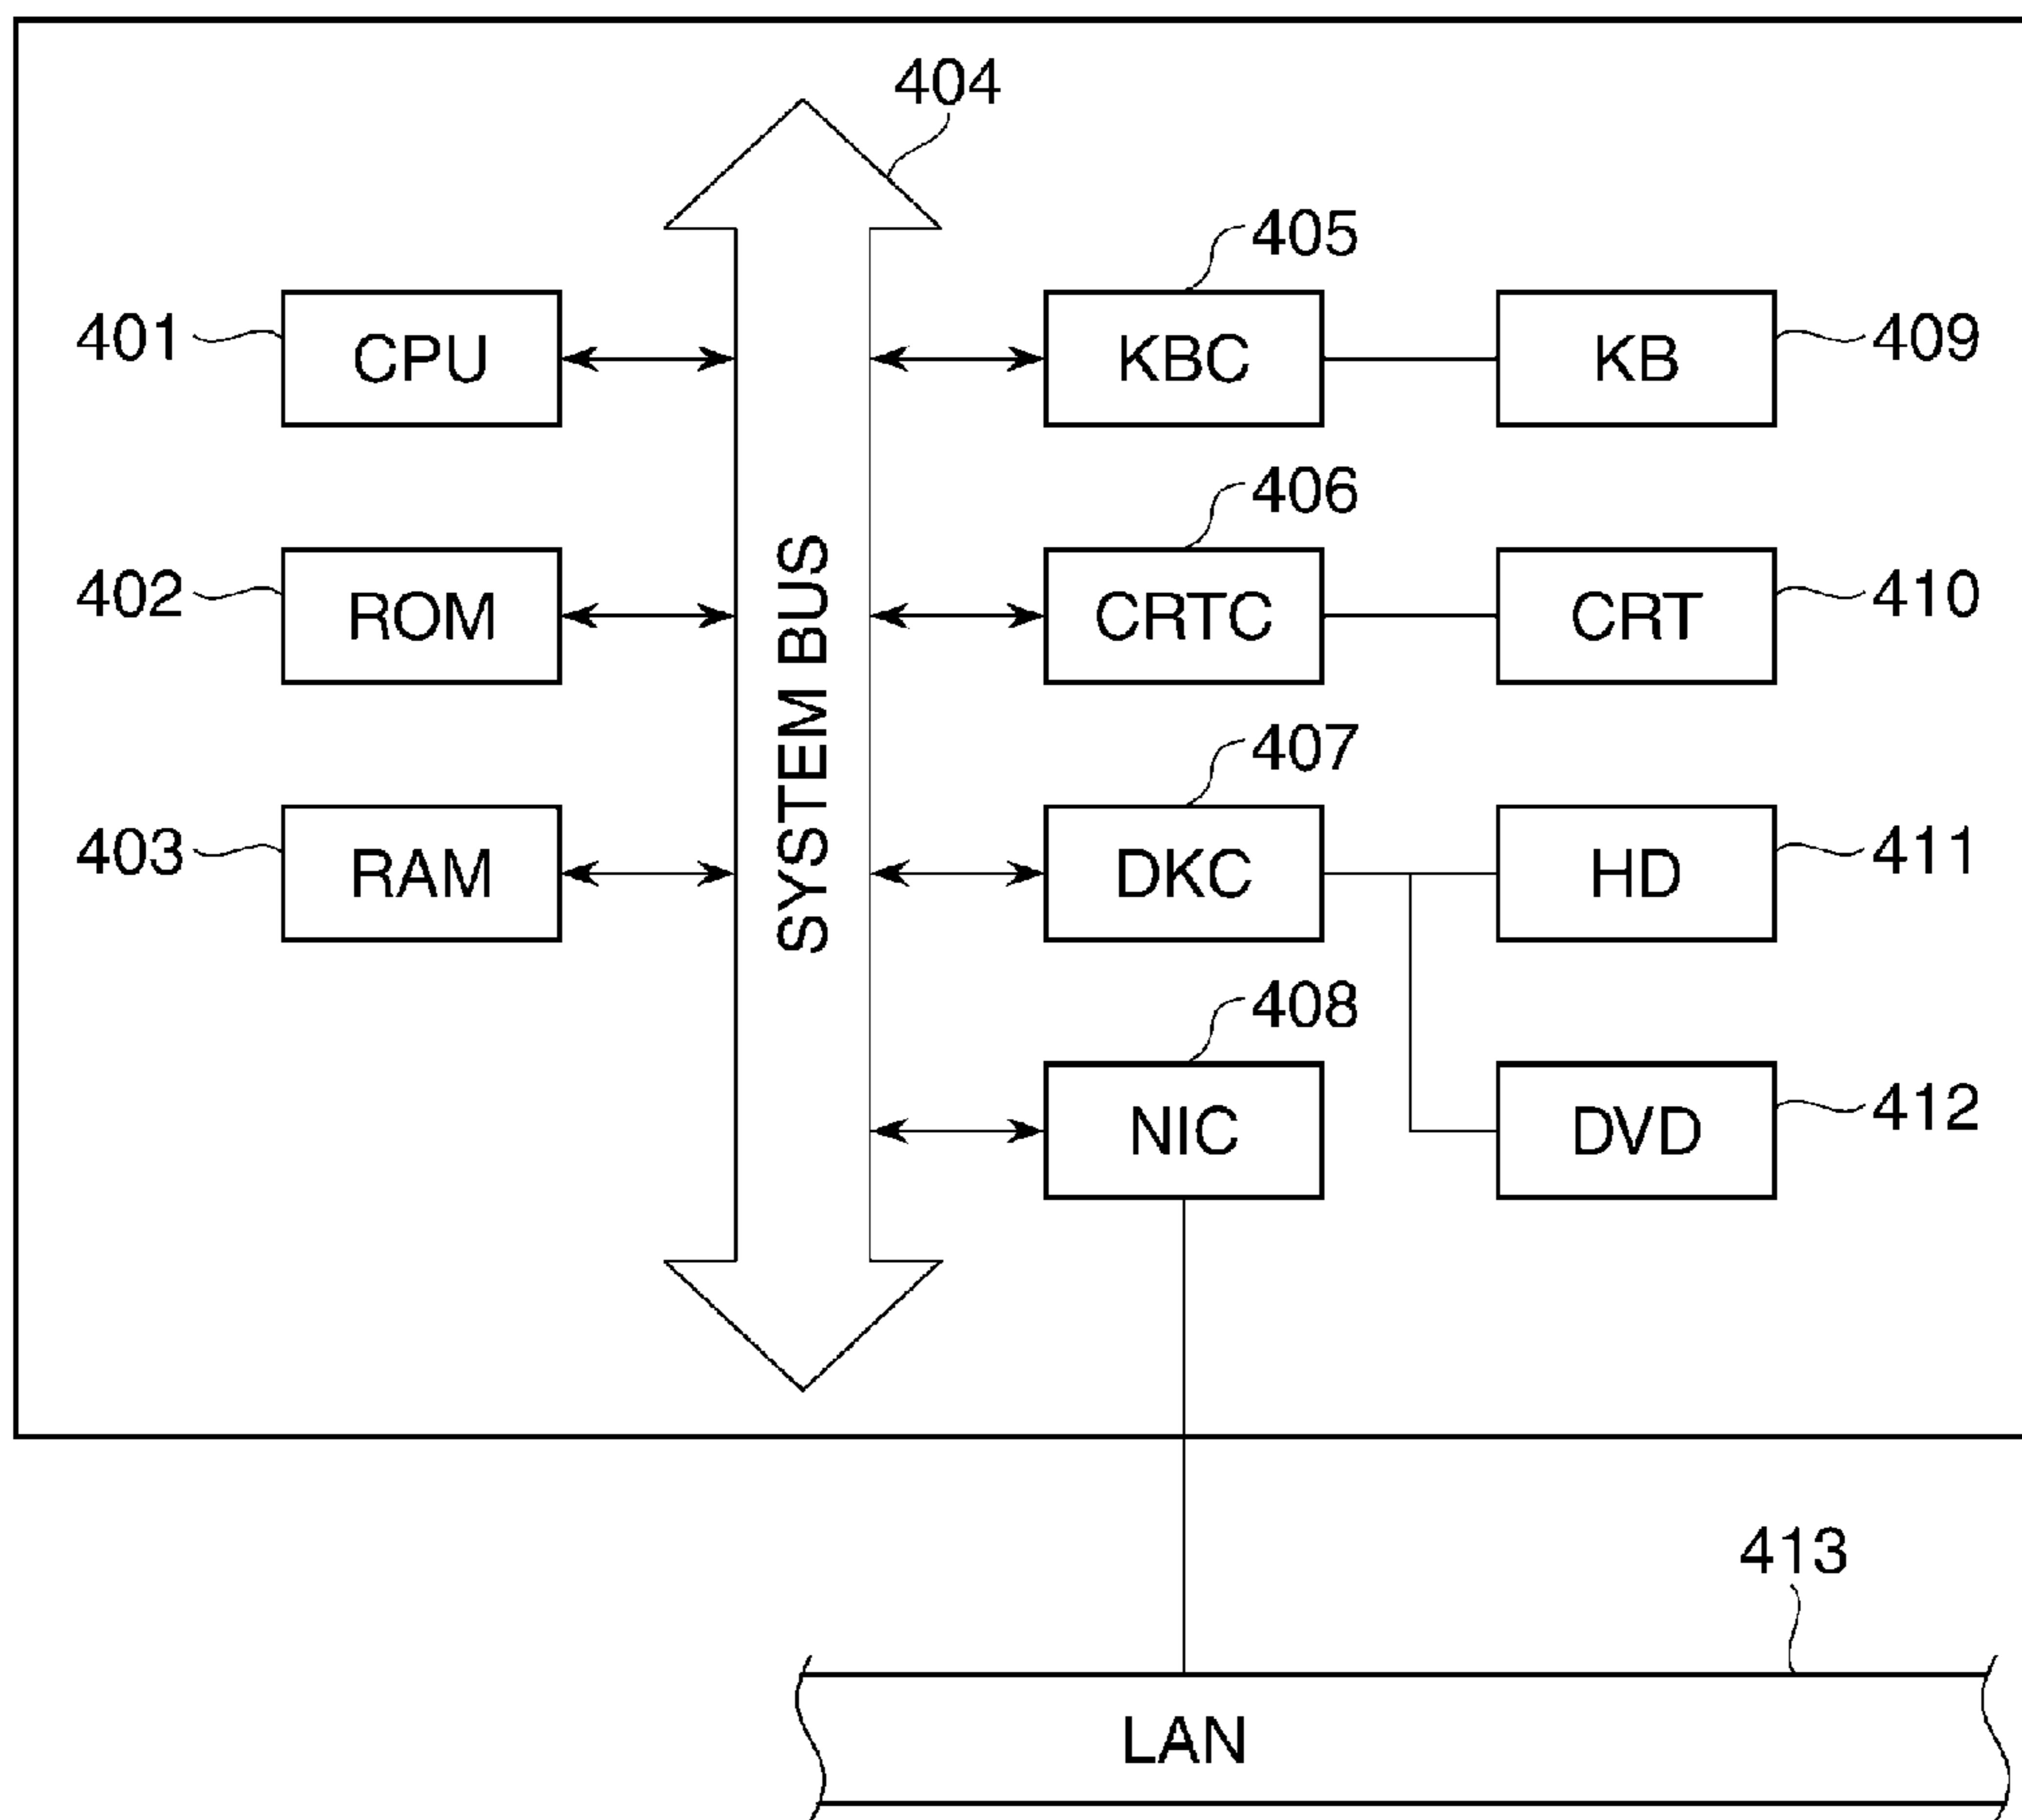 404
405
401
CPU
KBC
KB
409
406
402
ROM
CRTC
CRT
410
SYSTEM BUS
407
403
RAM
DKC
HD
411
408
NIC
DVD
412
413
LAN